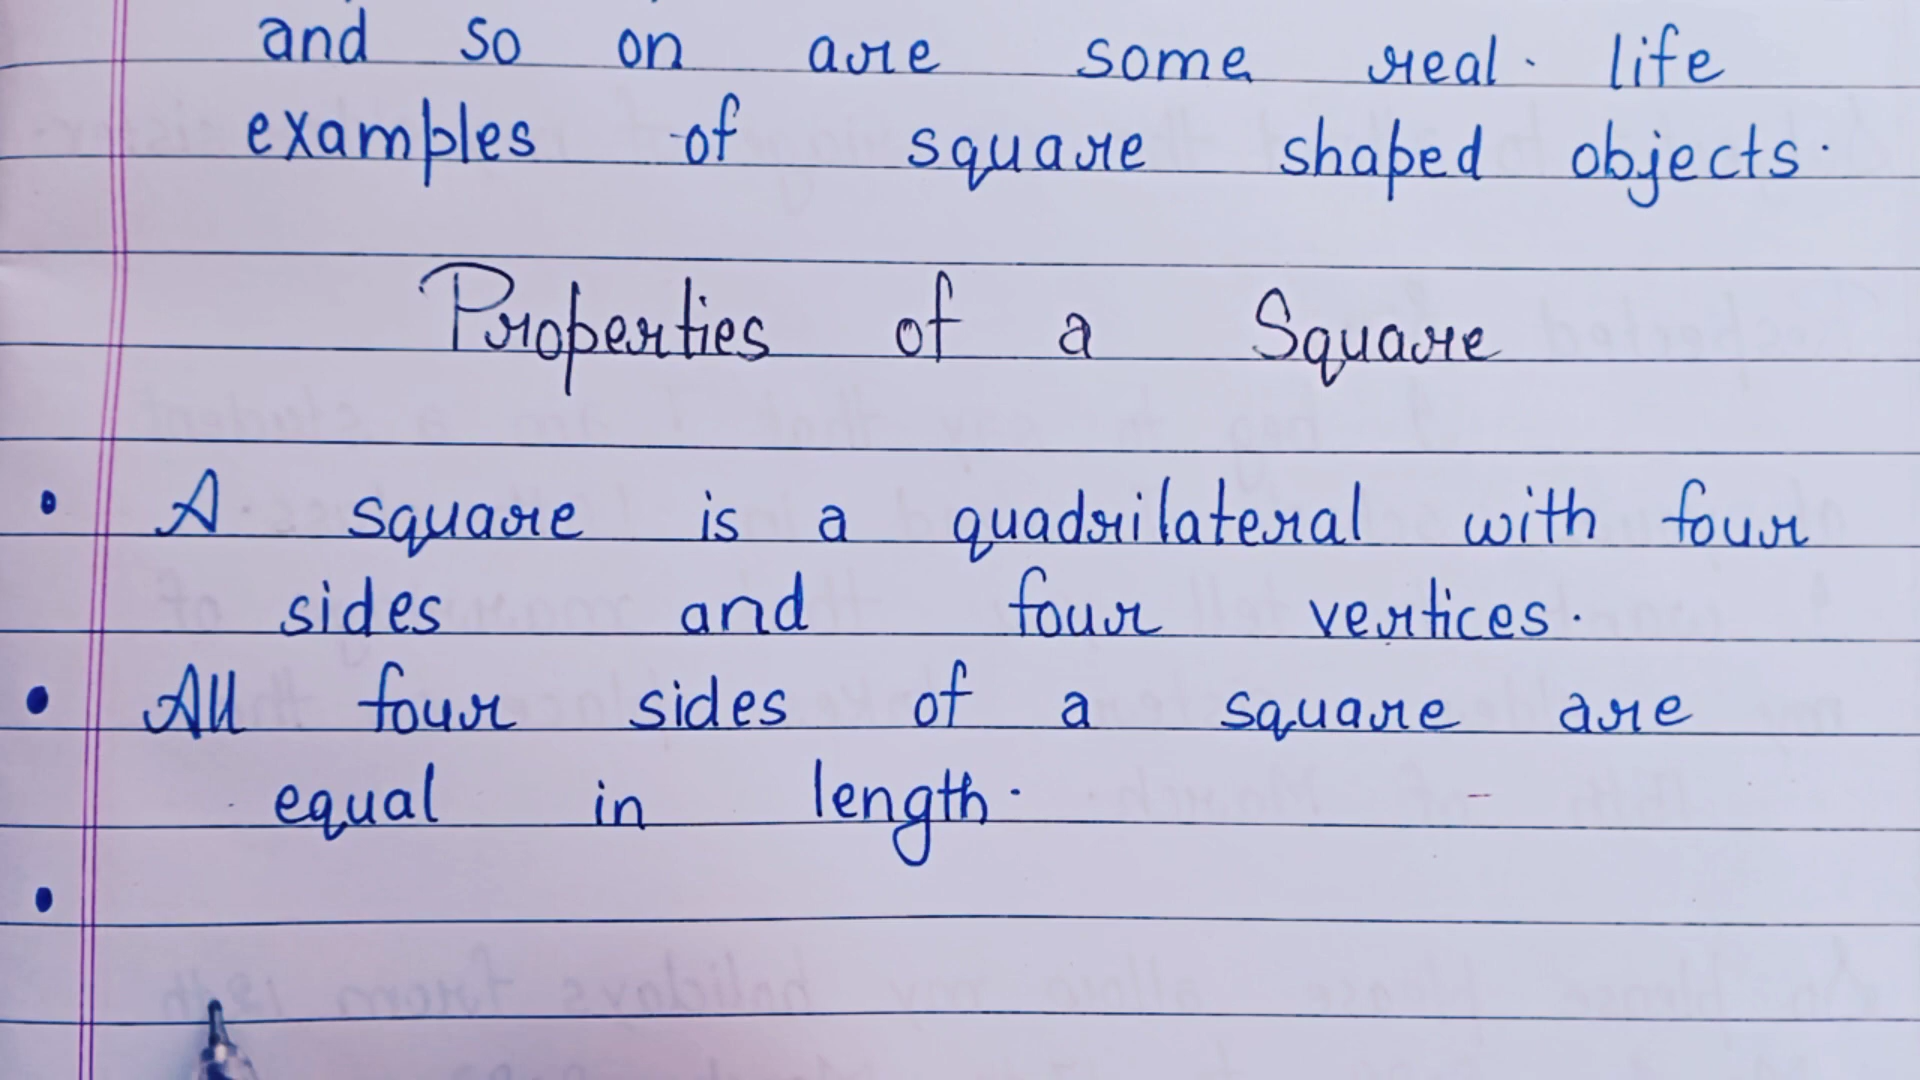 and so on are some real. life
examples of square shaped objects.
Properties of a Square
• A square is a quadrilateral with four
sides and four vertices.
• All four sides of a square are
equal in length.
•